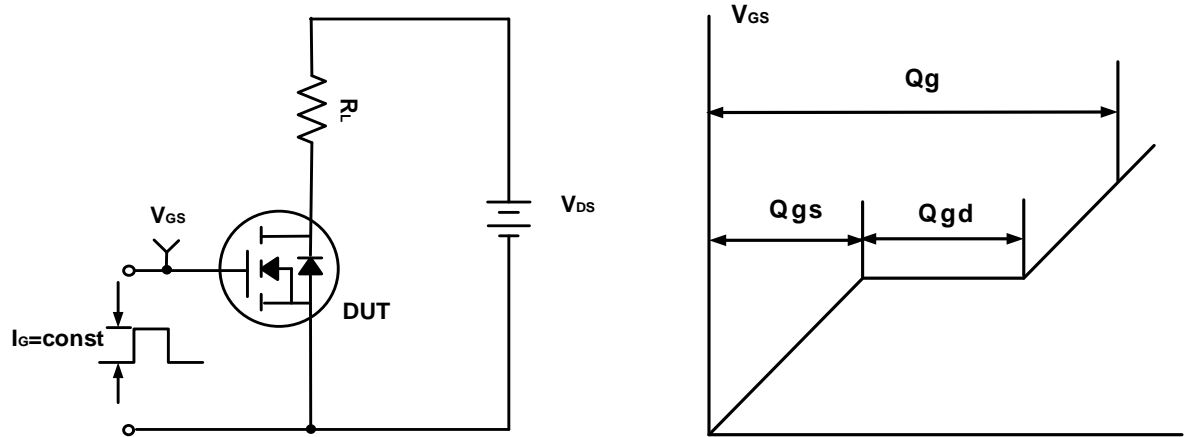 RL
VGS
VDS
DUT
IG=const
VGS
Qg
Qgs
Qgd